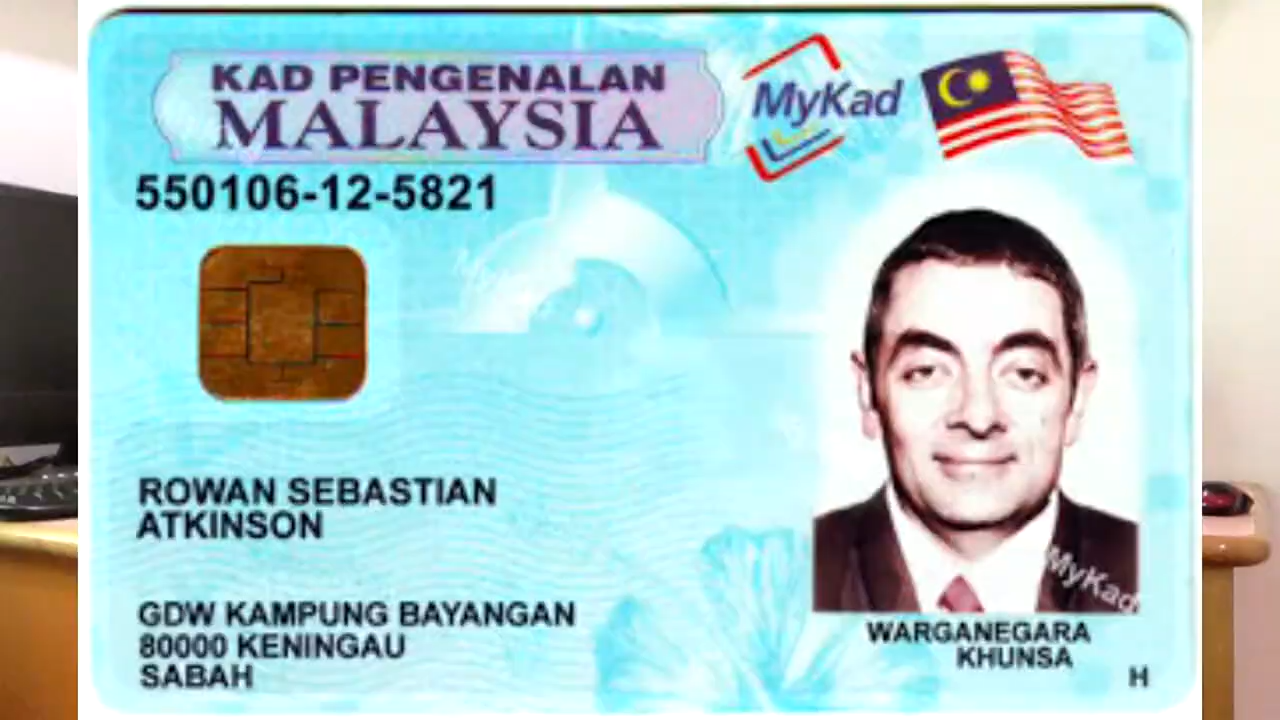 KAD PENGENALAN
MALAYSIA
MyKad
550106-12-5821
ROWAN SEBASTIAN
ATKINSON
GDW KAMPUNG BAYANGAN
80000 KENINGAU
SABAH
MyKad
WARGANEGARA
KHUNSA
H